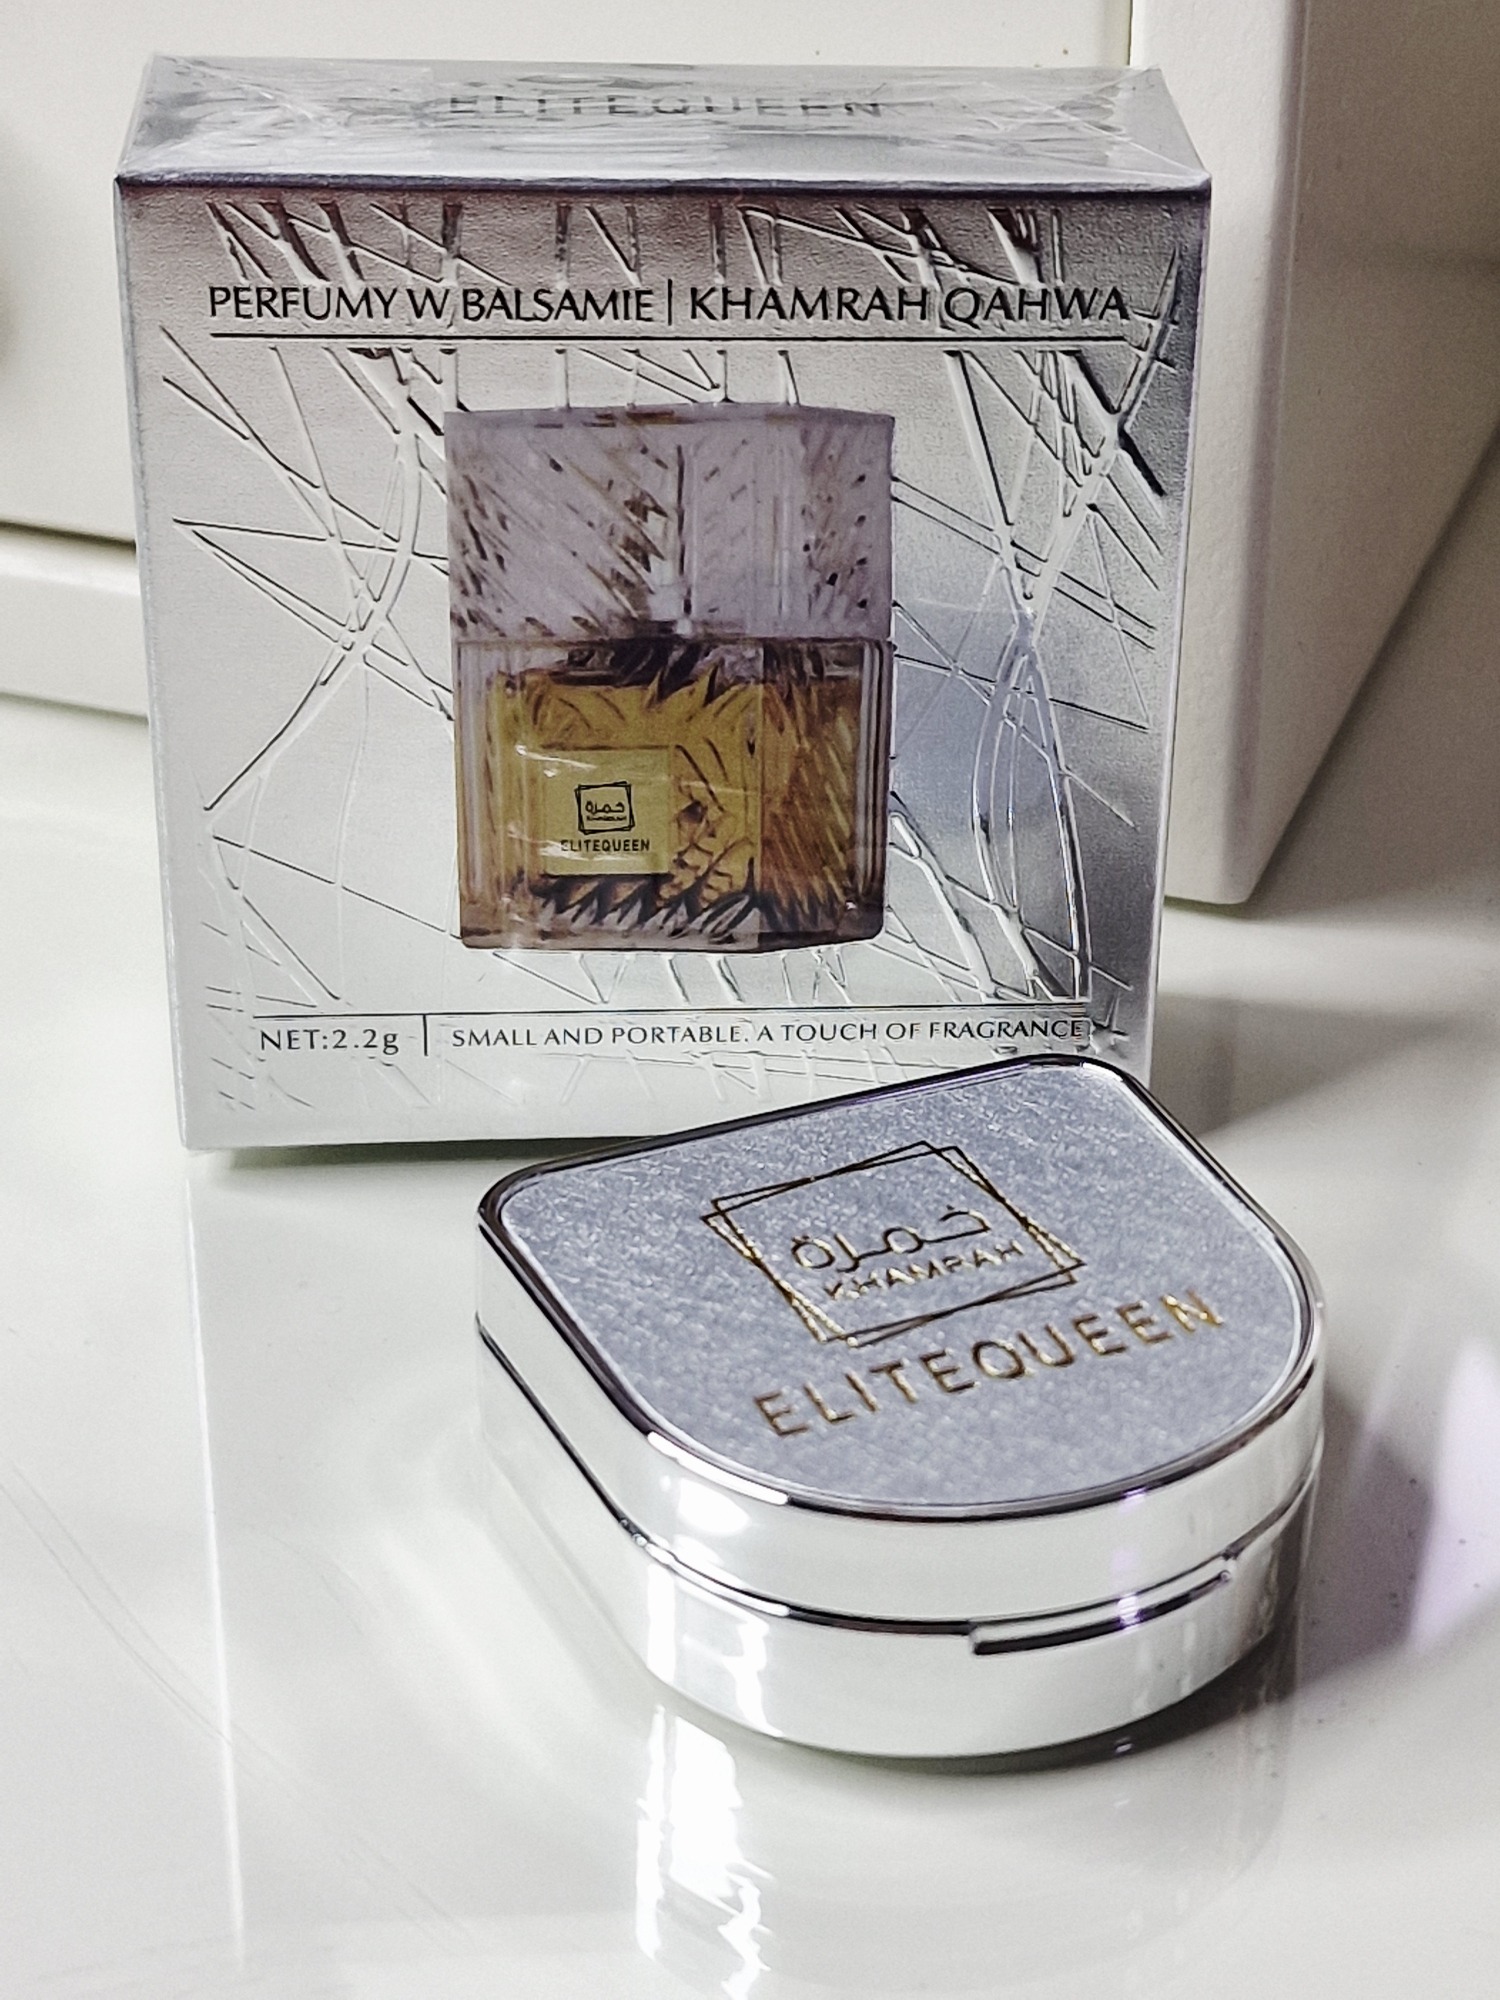 ELITEQUEEN
PERFUMY W BALSAMIE | KHAMRAH QAHWA
خمرة
KHAMRAH
ELITEQUEEN
NET:2.2g | SMALL AND PORTABLE. A TOUCH OF FRAGRANCE
خمرة
KHAMRAH
ELITEQUEEN